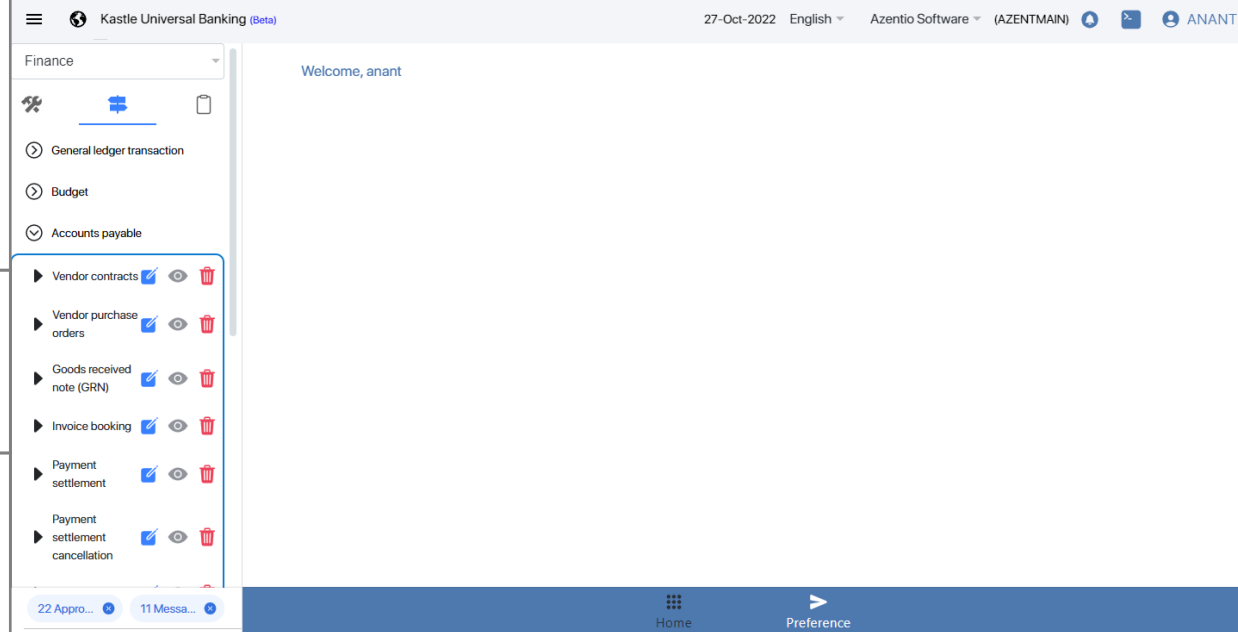 Kastle Universal Banking (Beta)
27-Oct-2022 English Azentio Software (AZENTMAIN) ANANT
Finance
Welcome, anant
General ledger transaction
Budget
Accounts payable
Vendor contracts
Vendor purchase
orders
Goods received
note (GRN)
Invoice booking
Payment
settlement
Payment
settlement
cancellation
22 Appro... 11 Messa...
Home Preference